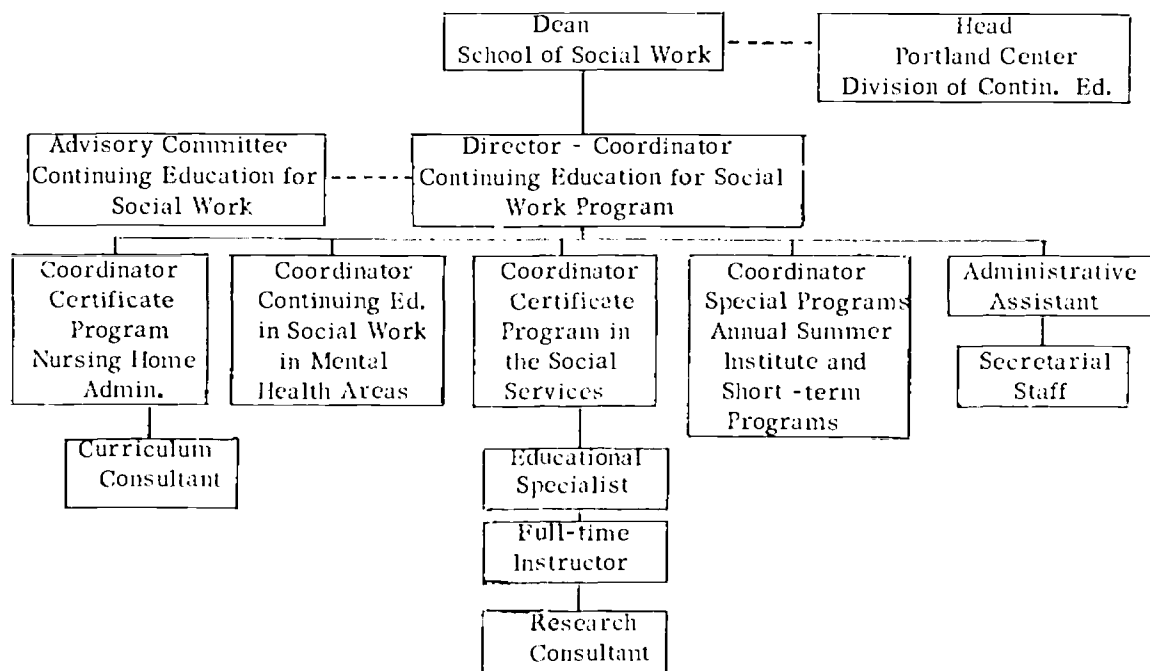 Dean
School of Social Work
Head
Portland Center
Division of Contin. Ed.
Advisory Committee
Continuing Education for
Social Work
Director - Coordinator
Continuing Education for Social
Work Program
Coordinator
Certificate
Program
Nursing Home
Admin.
Coordinator
Continuing Ed.
in Social Work
in Mental
Health Areas
Coordinator
Certificate
Program in
the Social
Services
Coordinator
Special Programs
Annual Summer
Institute and
Short -term
Programs
Administrative
Assistant
Secretarial
Staff
Curriculum
Consultant
Educational
Specialist
Full-time
Instructor
Research
Consultant